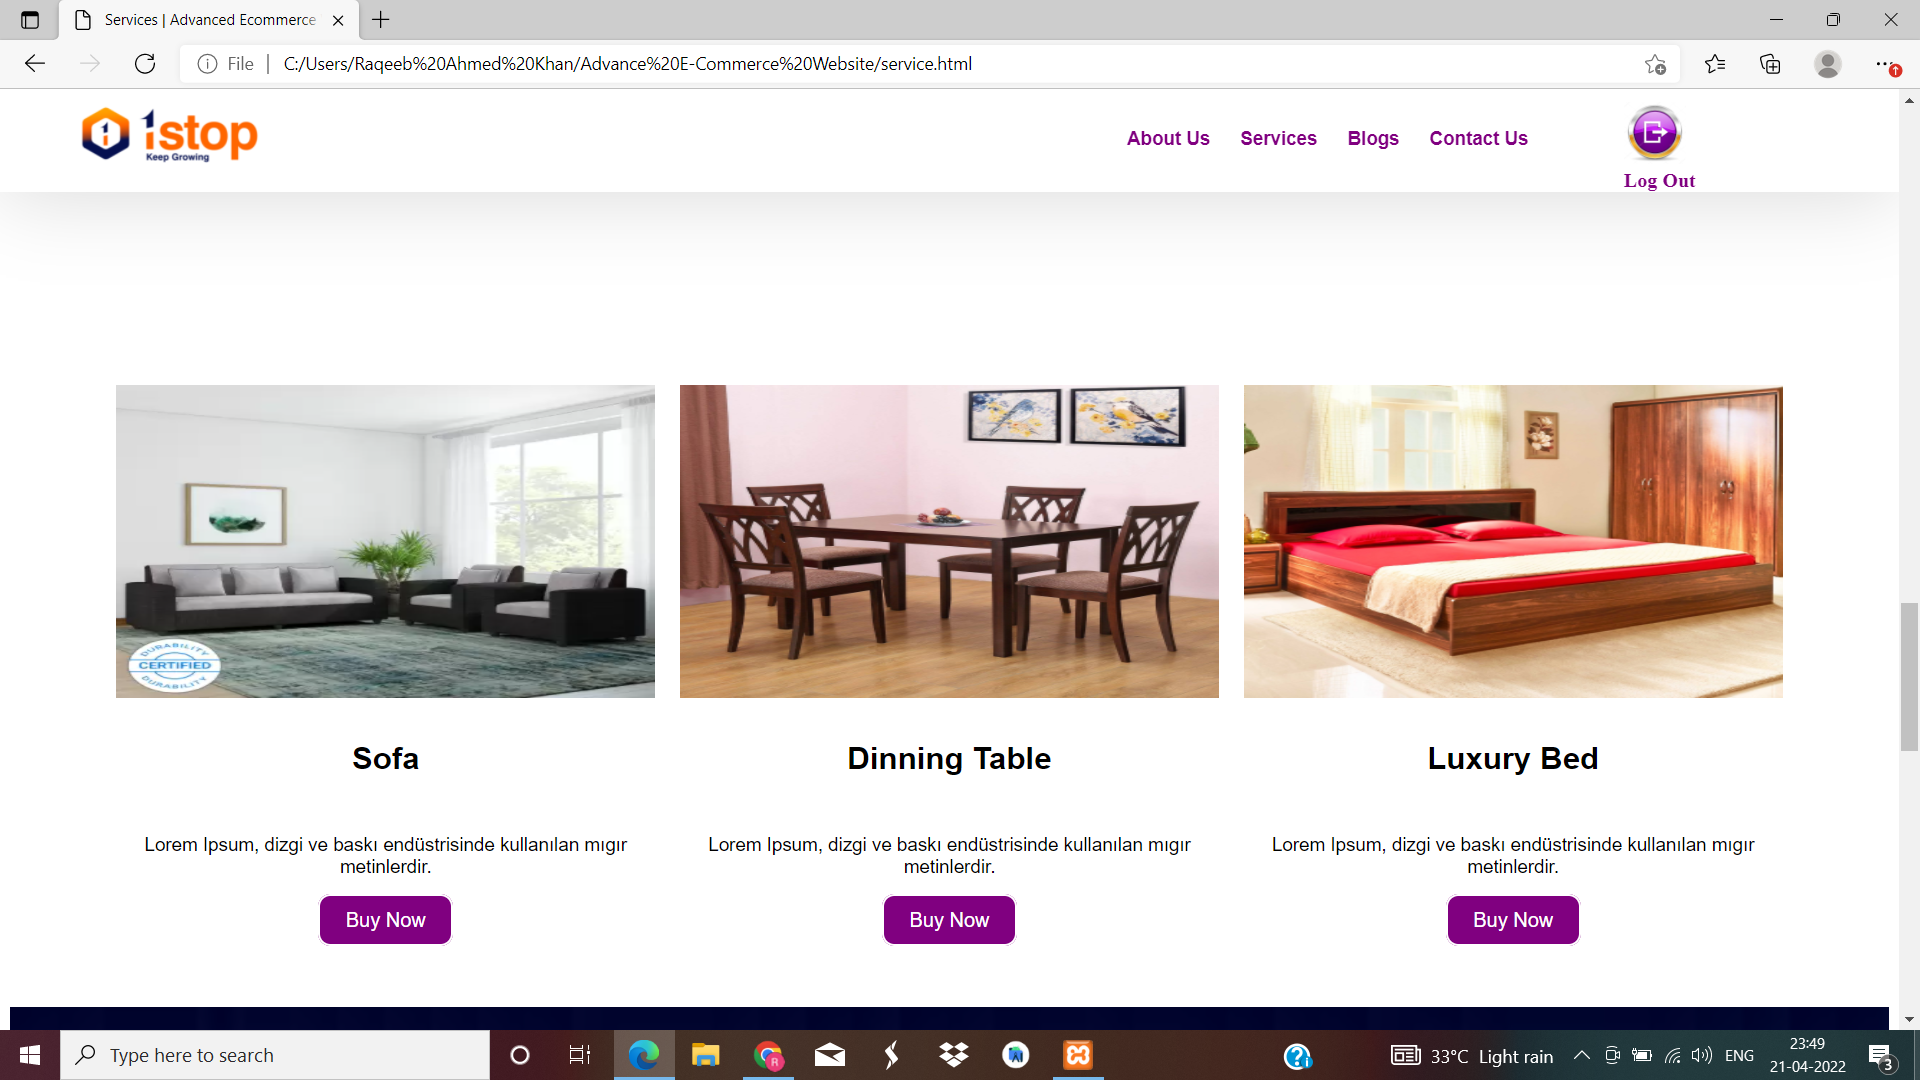 Services | Advanced Ecommerce
File
C:/Users/Raqeeb%20Ahmed%20Khan/Advance%20E-Commerce%20Website/service.html
1stop
Keep Growing
About Us
Services
Blogs
Contact Us
Log Out
DURABILITY
CERTIFIED
DURABILITY
Sofa
Dinning Table
Luxury Bed
Lorem Ipsum, dizgi ve baskı endüstrisinde kullanılan mıgır
metinlerdir.
Lorem Ipsum, dizgi ve baskı endüstrisinde kullanılan mıgır
metinlerdir.
Lorem Ipsum, dizgi ve baskı endüstrisinde kullanılan mıgır
metinlerdir.
Buy Now
Buy Now
Buy Now
Type here to search
R
33°C Light rain
ENG
23:49
21-04-2022
3